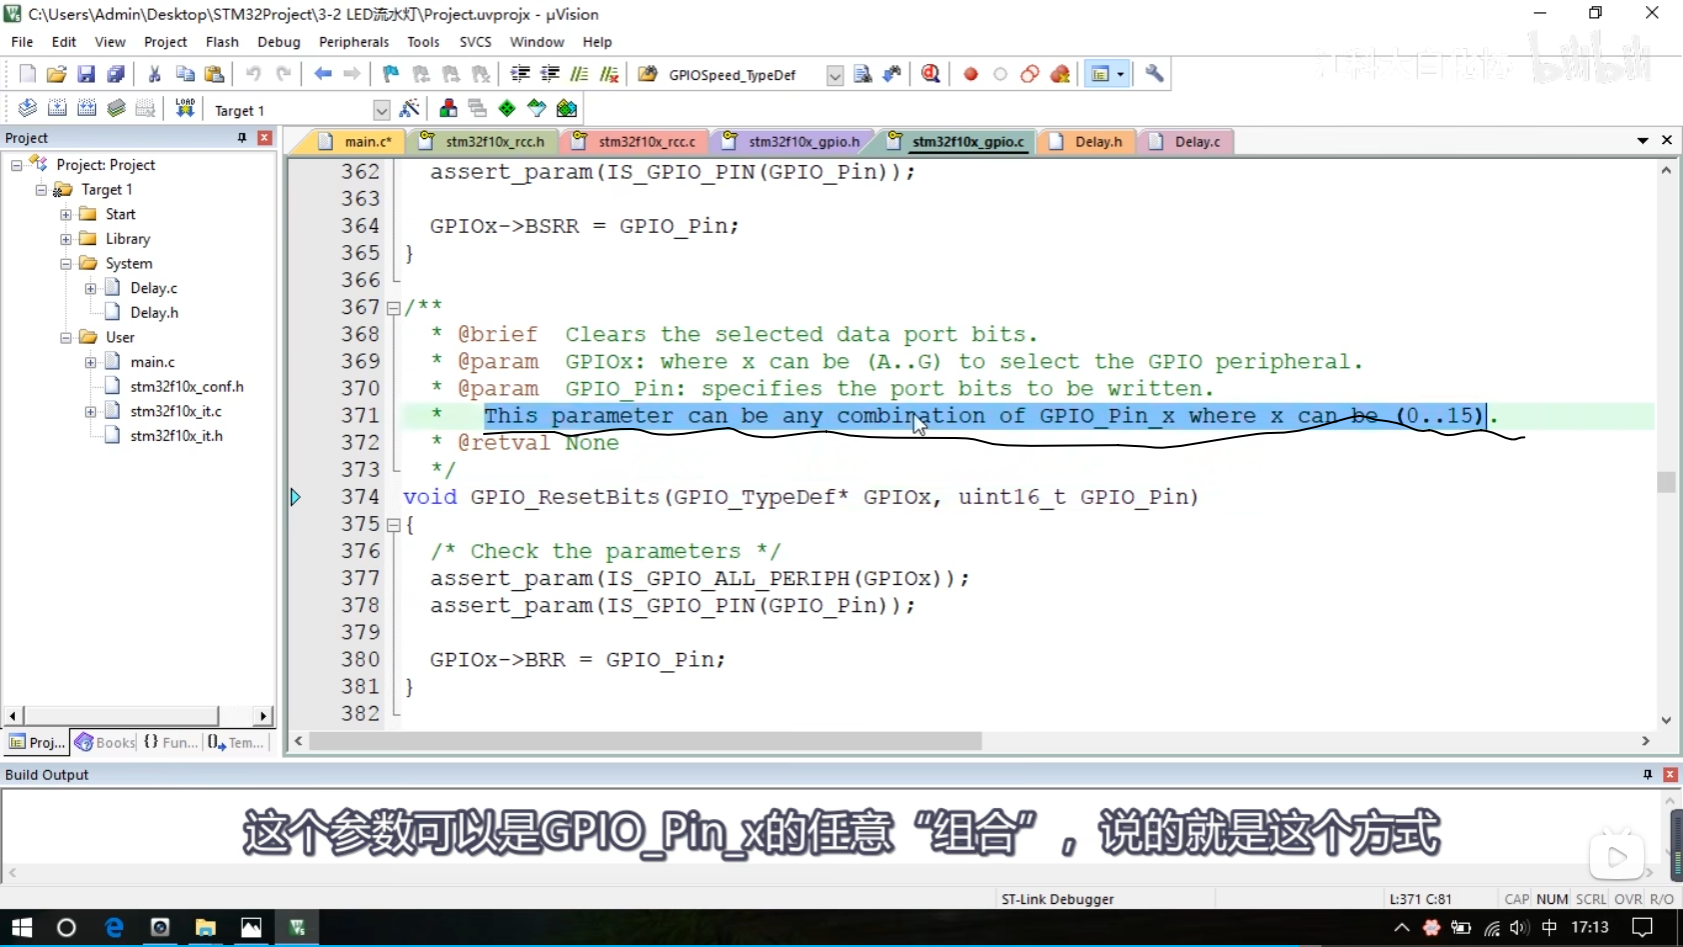 C:\Users\Admin\Desktop\STM32Project\3-2 LED流水灯\Project.uvprojx - µVision
File Edit View Project Flash Debug Peripherals Tools SVCS Window Help
GPIOSpeed_TypeDef
LOAD Target 1
Project
main.c* stm32f10x_rcc.h stm32f10x_rcc.c stm32f10x_gpio.h stm32f10x_gpio.c Delay.h Delay.c
Project: Project
Target 1
Start
Library
System
Delay.c
Delay.h
User
main.c
stm32f10x_conf.h
stm32f10x_it.c
stm32f10x_it.h
Proj... Books {} Fun... Tem...
362 assert_param(IS_GPIO_PIN(GPIO_Pin));
363
364 GPIOx->BSRR = GPIO_Pin;
365 }
366
367 /**
368 * @brief  Clears the selected data port bits.
369 * @param  GPIOx: where x can be (A..G) to select the GPIO peripheral.
370 * @param  GPIO_Pin: specifies the port bits to be written.
371 *   This parameter can be any combination of GPIO_Pin_x where x can be (0..15).
372 * @retval None
373 */
374 void GPIO_ResetBits(GPIO_TypeDef* GPIOx, uint16_t GPIO_Pin)
375 {
376 /* Check the parameters */
377 assert_param(IS_GPIO_ALL_PERIPH(GPIOx));
378 assert_param(IS_GPIO_PIN(GPIO_Pin));
379
380 GPIOx->BRR = GPIO_Pin;
381 }
382
Build Output
这个参数可以是GPIO_Pin_x的任意“组合”，说的就是这个方式
ST-Link Debugger L:371 C:81 CAP NUM SCRL OVR R/O
中 17:13